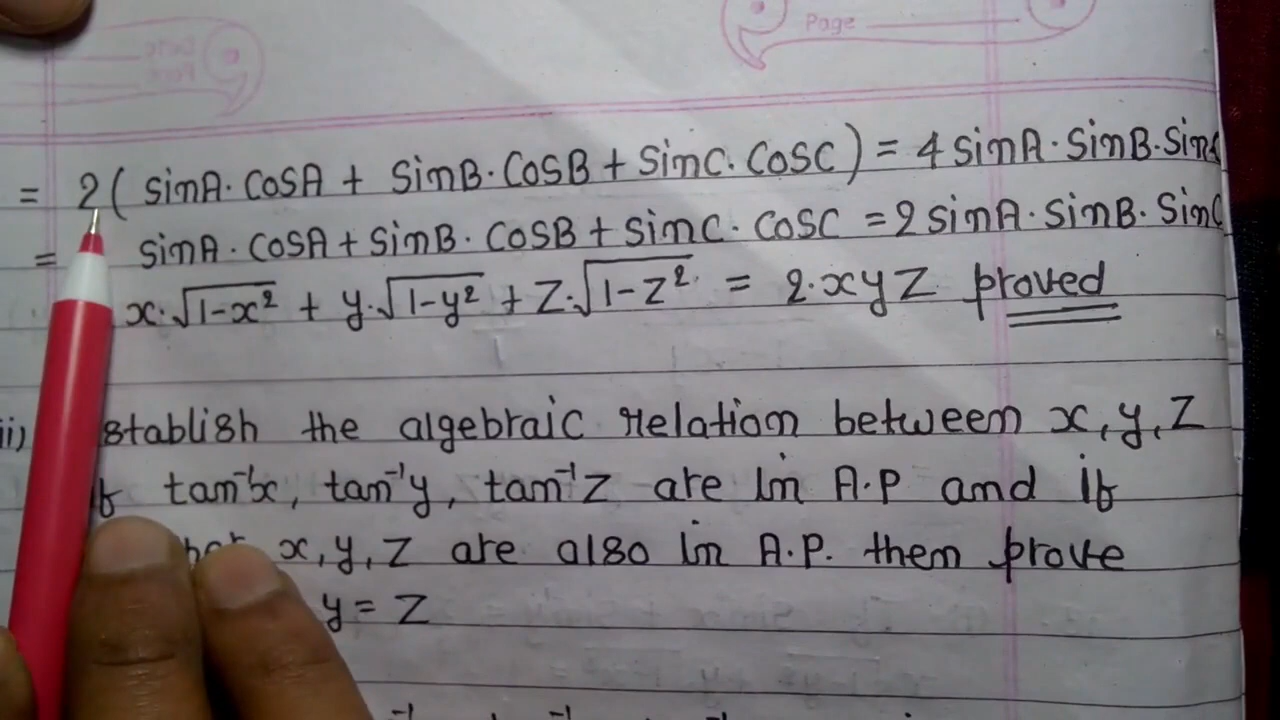 Page
= 2 ( sinA · cosA + sinB · cosB + sinC · cosC ) = 4 sinA · sinB · sinC
= sinA · cosA + sinB · cosB + sinC · cosC = 2 sinA · sinB · sinC
x · √1-x² + y · √1-y² + z · √1-z² = 2 · xyz proved
ii) stablish the algebraic relation between x, y, z
tan⁻¹x, tan⁻¹y, tan⁻¹z are in A.P and if
x, y, z are also in A.P. then prove
y = z